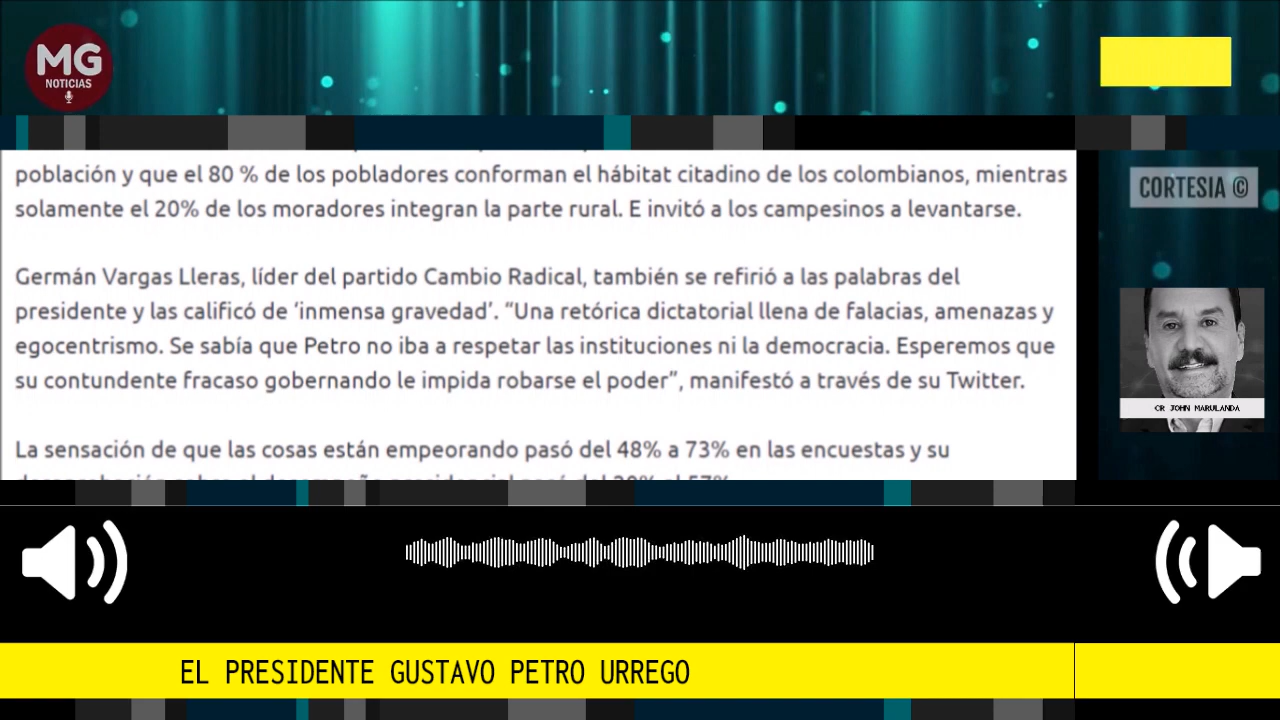 MG
NOTICIAS
población y que el 80 % de los pobladores conforman el hábitat citadino de los colombianos, mientras
solamente el 20% de los moradores integran la parte rural. E invitó a los campesinos a levantarse.
Germán Vargas Lleras, líder del partido Cambio Radical, también se refirió a las palabras del
presidente y las calificó de ‘inmensa gravedad’. “Una retórica dictatorial llena de falacias, amenazas y
egocentrismo. Se sabía que Petro no iba a respetar las instituciones ni la democracia. Esperemos que
su contundente fracaso gobernando le impida robarse el poder”, manifestó a través de su Twitter.
La sensación de que las cosas están empeorando pasó del 48% a 73% en las encuestas y su
CORTESIA ©
CR JOHN MARULANDA
EL PRESIDENTE GUSTAVO PETRO URREGO